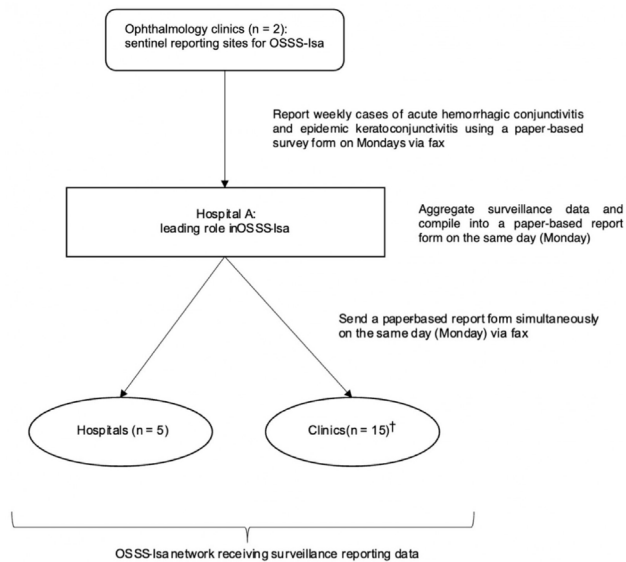 Ophthalmology clinics (n = 2):
sentinel reporting sites for OSSS-Isa
Report weekly cases of acute hemorrhagic conjunctivitis
and epidemic keratoconjunctivitis using a paper-based
survey form on Mondays via fax
Hospital A:
leading role inOSSS-Isa
Aggregate surveillance data and
compile into a paper-based report
form on the same day (Monday)
Send a paper-based report form simultaneously
on the same day (Monday) via fax
Hospitals (n = 5)
Clinics(n = 15)†
OSSS-Isa network receiving surveillance reporting data